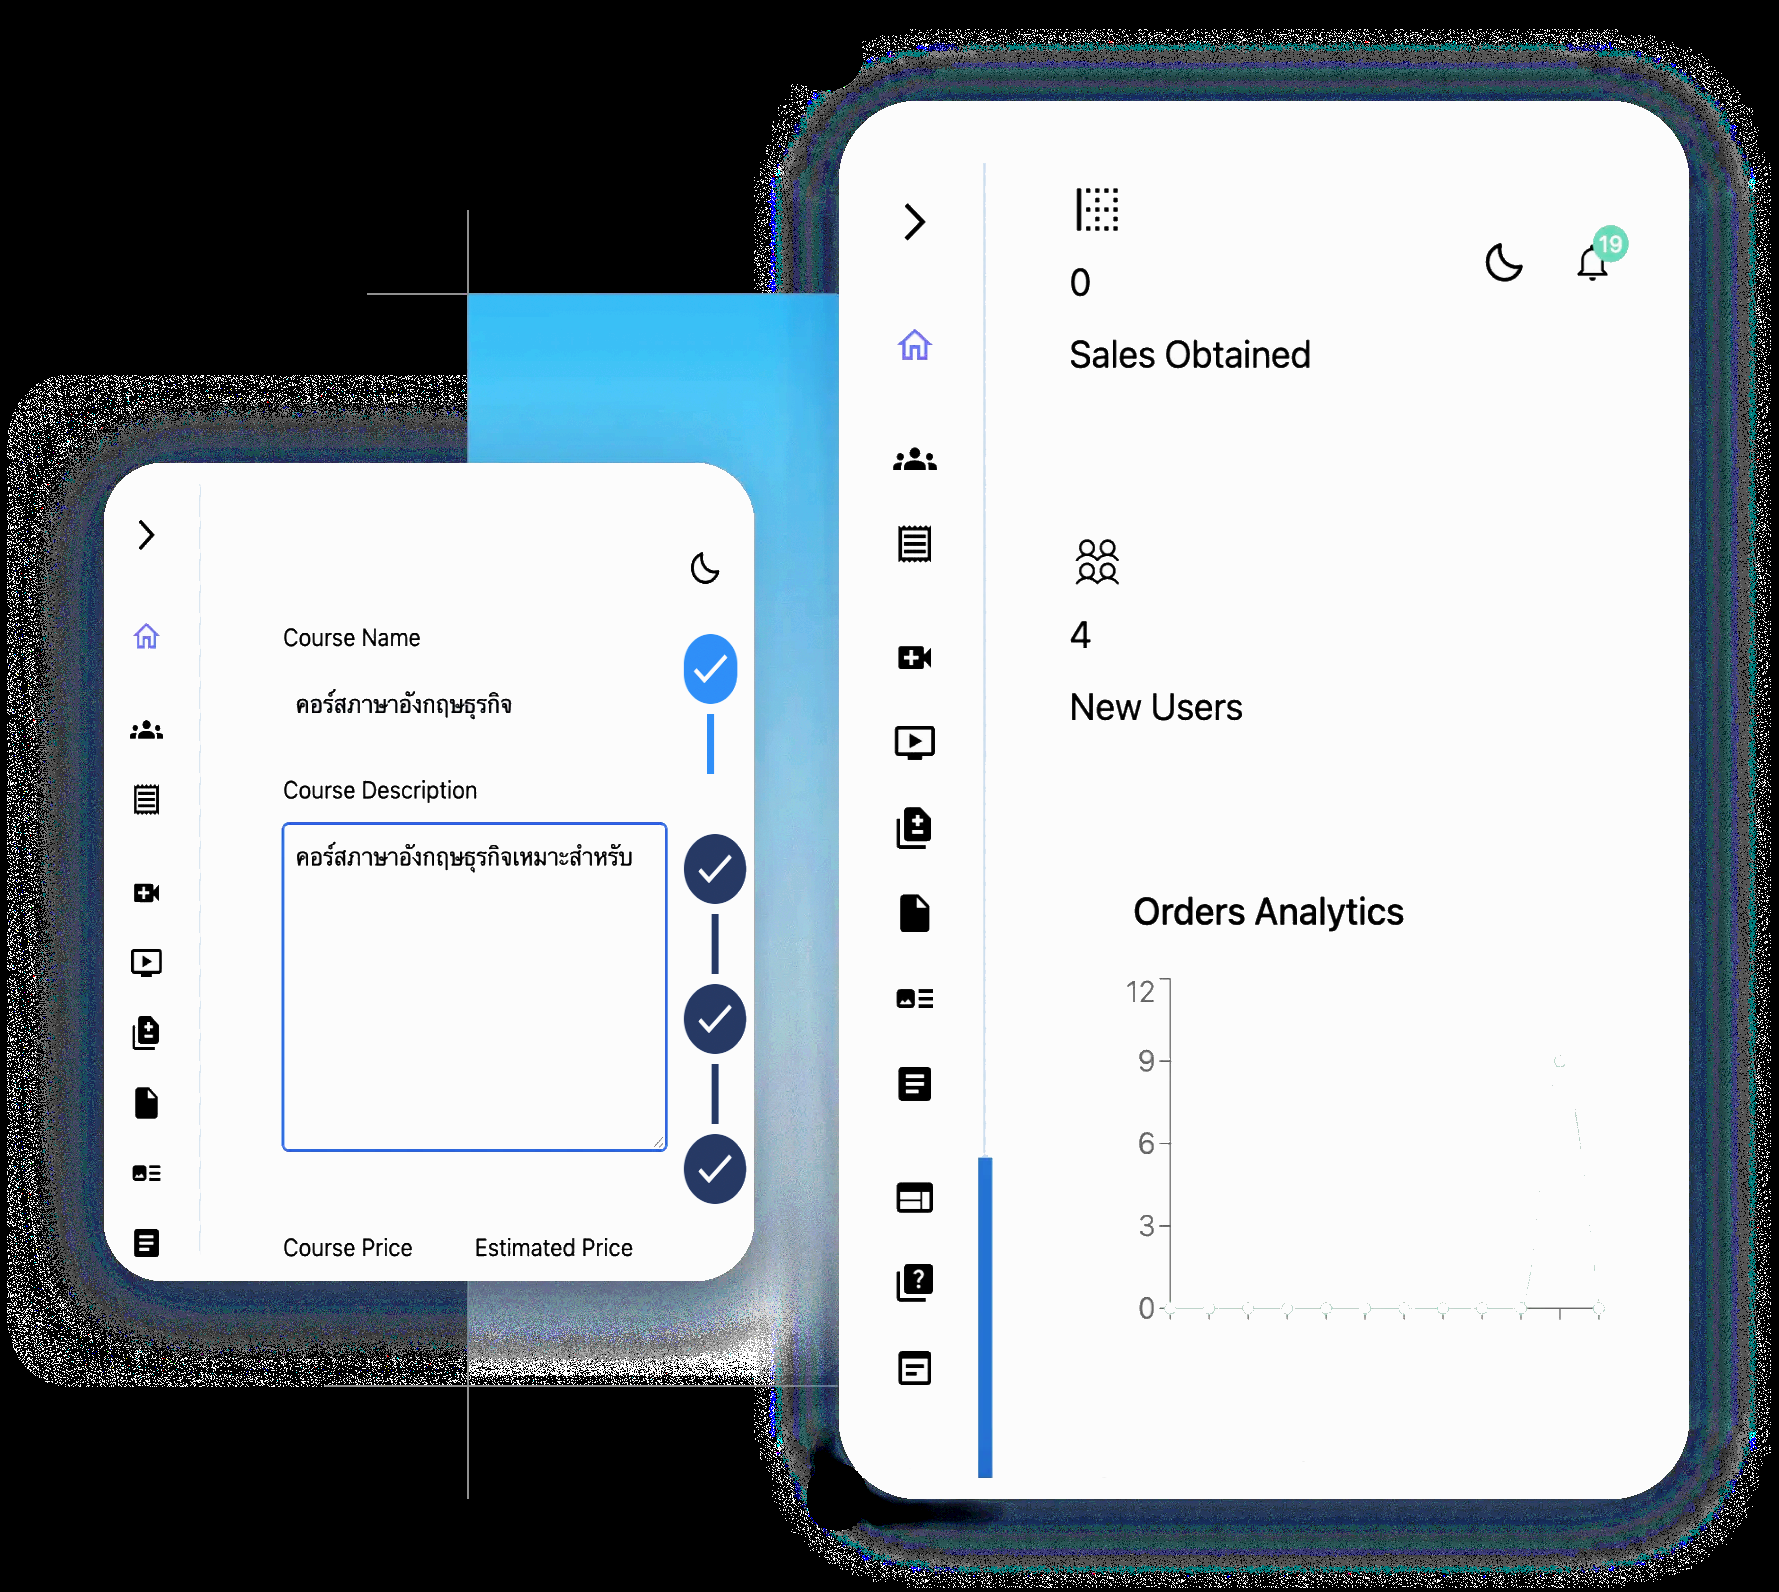 Course Name
คอร์สภาษาอังกฤษธุรกิจ
Course Description
คอร์สภาษาอังกฤษธุรกิจเหมาะสำหรับ
Course Price Estimated Price
19
0
Sales Obtained
4
New Users
Orders Analytics
12
9
6
3
0